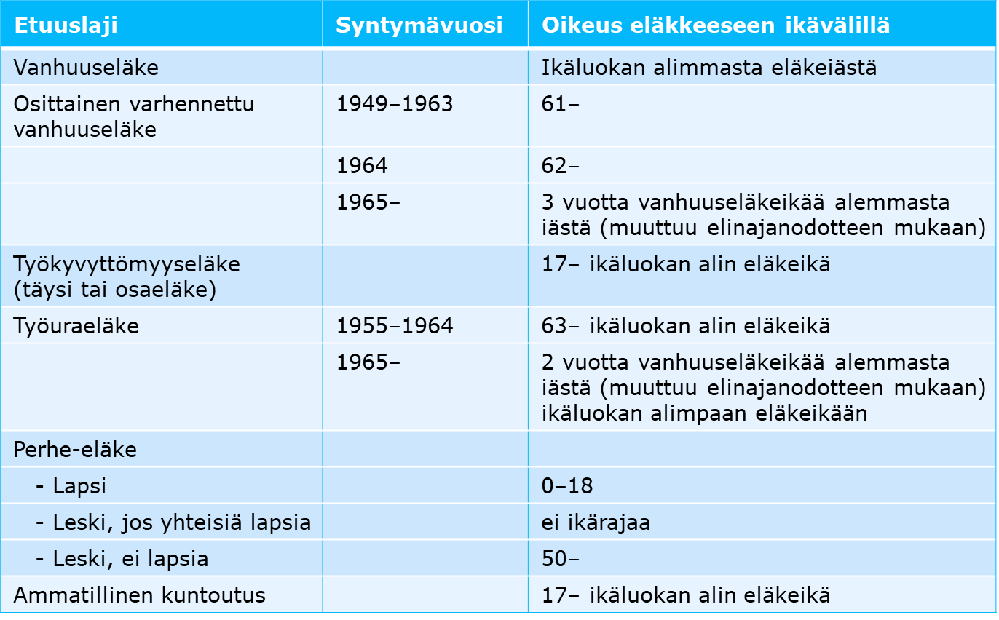 Etuuslaji Syntymävuosi Oikeus eläkkeeseen ikävälillä
Vanhuuseläke Ikäluokan alimmasta eläkeiästä
Osittainen varhennettu 1949–1963 61–
vanhuuseläke
1964 62–
1965– 3 vuotta vanhuuseläkeikää alemmasta
iästä (muuttuu elinajanodotteen mukaan)
Työkyvyttömyyseläke 17– ikäluokan alin eläkeikä
(täysi tai osaeläke)
Työuraeläke 1955–1964 63– ikäluokan alin eläkeikä
1965– 2 vuotta vanhuuseläkeikää alemmasta
iästä (muuttuu elinajanodotteen mukaan)
ikäluokan alimpaan eläkeikään
Perhe-eläke
- Lapsi 0–18
- Leski, jos yhteisiä lapsia ei ikärajaa
- Leski, ei lapsia 50–
Ammatillinen kuntoutus 17– ikäluokan alin eläkeikä